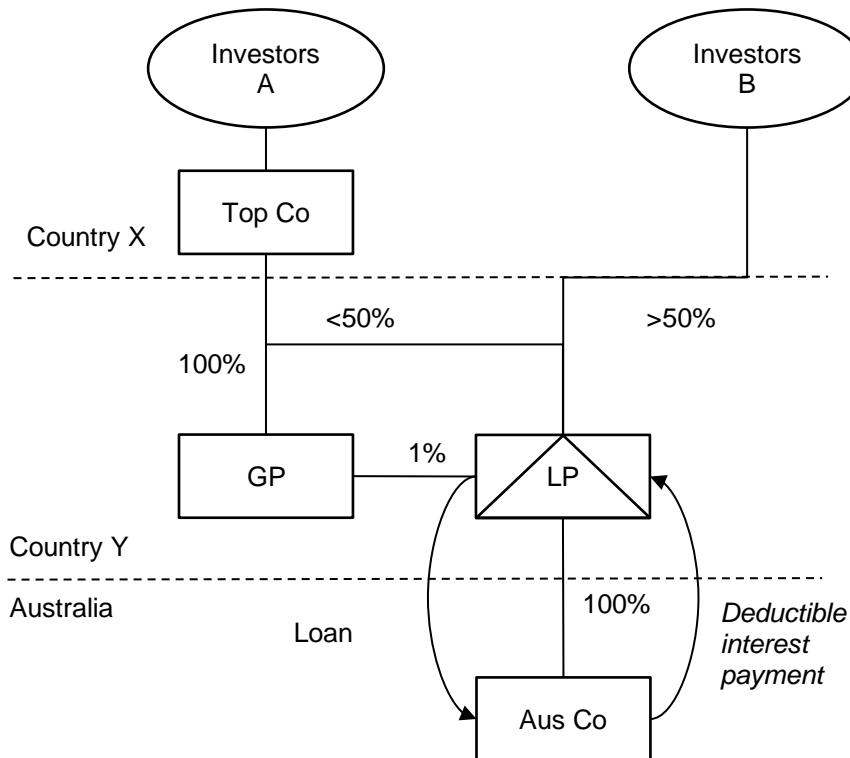 Investors
A
Investors
B
Top Co
Country X
<50%
>50%
100%
1%
GP
LP
Country Y
Australia
100%
Loan
Deductible
interest
payment
Aus Co